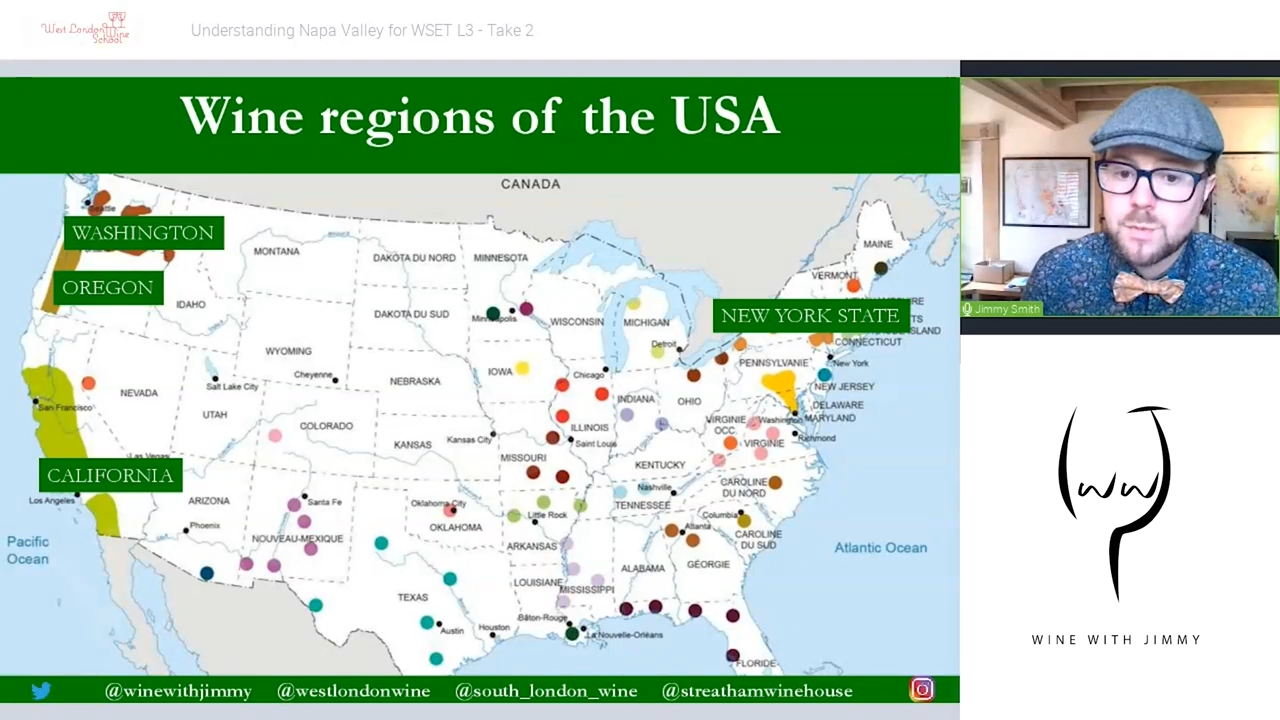 West London Wine School
Understanding Napa Valley for WSET L3 - Take 2
Wine regions of the USA
CANADA
Seattle
WASHINGTON
OREGON
MONTANA
DAKOTA DU NORD
MINNESOTA
MAINE
VERMONT
IDAHO
DAKOTA DU SUD
WISCONSIN
MICHIGAN
NEW YORK STATE
CONNECTICUT
Detroit
New York
WYOMING
Cheyenne
IOWA
Chicago
PENNSYLVANIE
NEW JERSEY
NEVADA
Salt Lake City
NEBRASKA
INDIANA
OHIO
DELAWARE
MARYLAND
San Francisco
UTAH
COLORADO
KANSAS
Kansas City
ILLINOIS
Saint Louis
VIRGINIE
OCC.
Washington
VIRGINIE
Richmond
Las Vegas
MISSOURI
KENTUCKY
CALIFORNIA
Los Angeles
ARIZONA
Santa Fe
Oklahoma City
OKLAHOMA
Little Rock
Nashville
TENNESSEE
CAROLINE
DU NORD
Phoenix
NOUVEAU-MEXIQUE
ARKANSAS
Columbia
Atlanta
CAROLINE
DU SUD
Pacific
Ocean
Atlantic Ocean
ALABAMA
GÉORGIE
TEXAS
LOUISIANE
MISSISSIPPI
Austin
Houston
Bâton-Rouge
La Nouvelle-Orléans
FLORIDE
@winewithjimmy @westlondonwine @south_london_wine @streathamwinehouse
Jimmy Smith
WINE WITH JIMMY